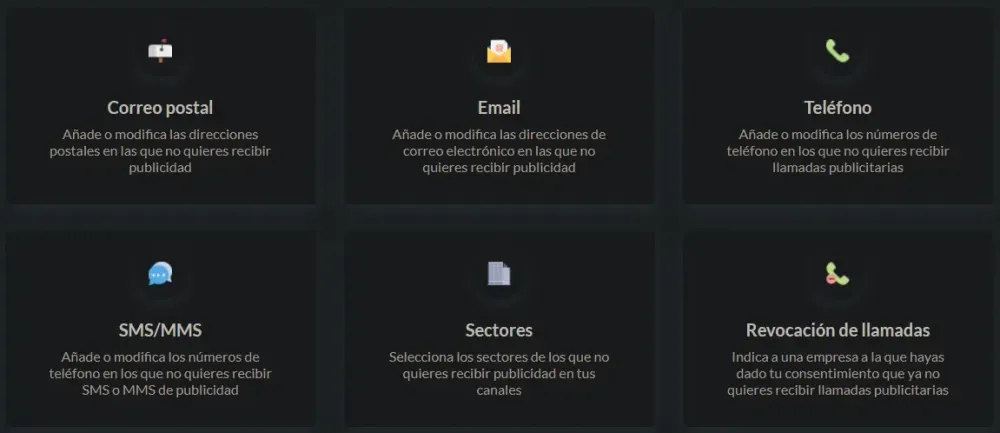 Correo postal
Añade o modifica las direcciones
postales en las que no quieres recibir
publicidad
Email
Añade o modifica las direcciones de
correo electrónico en las que no
quieres recibir publicidad
Teléfono
Añade o modifica los números de
teléfono en los que no quieres recibir
llamadas publicitarias
SMS/MMS
Añade o modifica los números de
teléfono en los que no quieres recibir
SMS o MMS de publicidad
Sectores
Selecciona los sectores de los que no
quieres recibir publicidad en tus
canales
Revocación de llamadas
Indica a una empresa a la que hayas
dado tu consentimiento que ya no
quieres recibir llamadas publicitarias